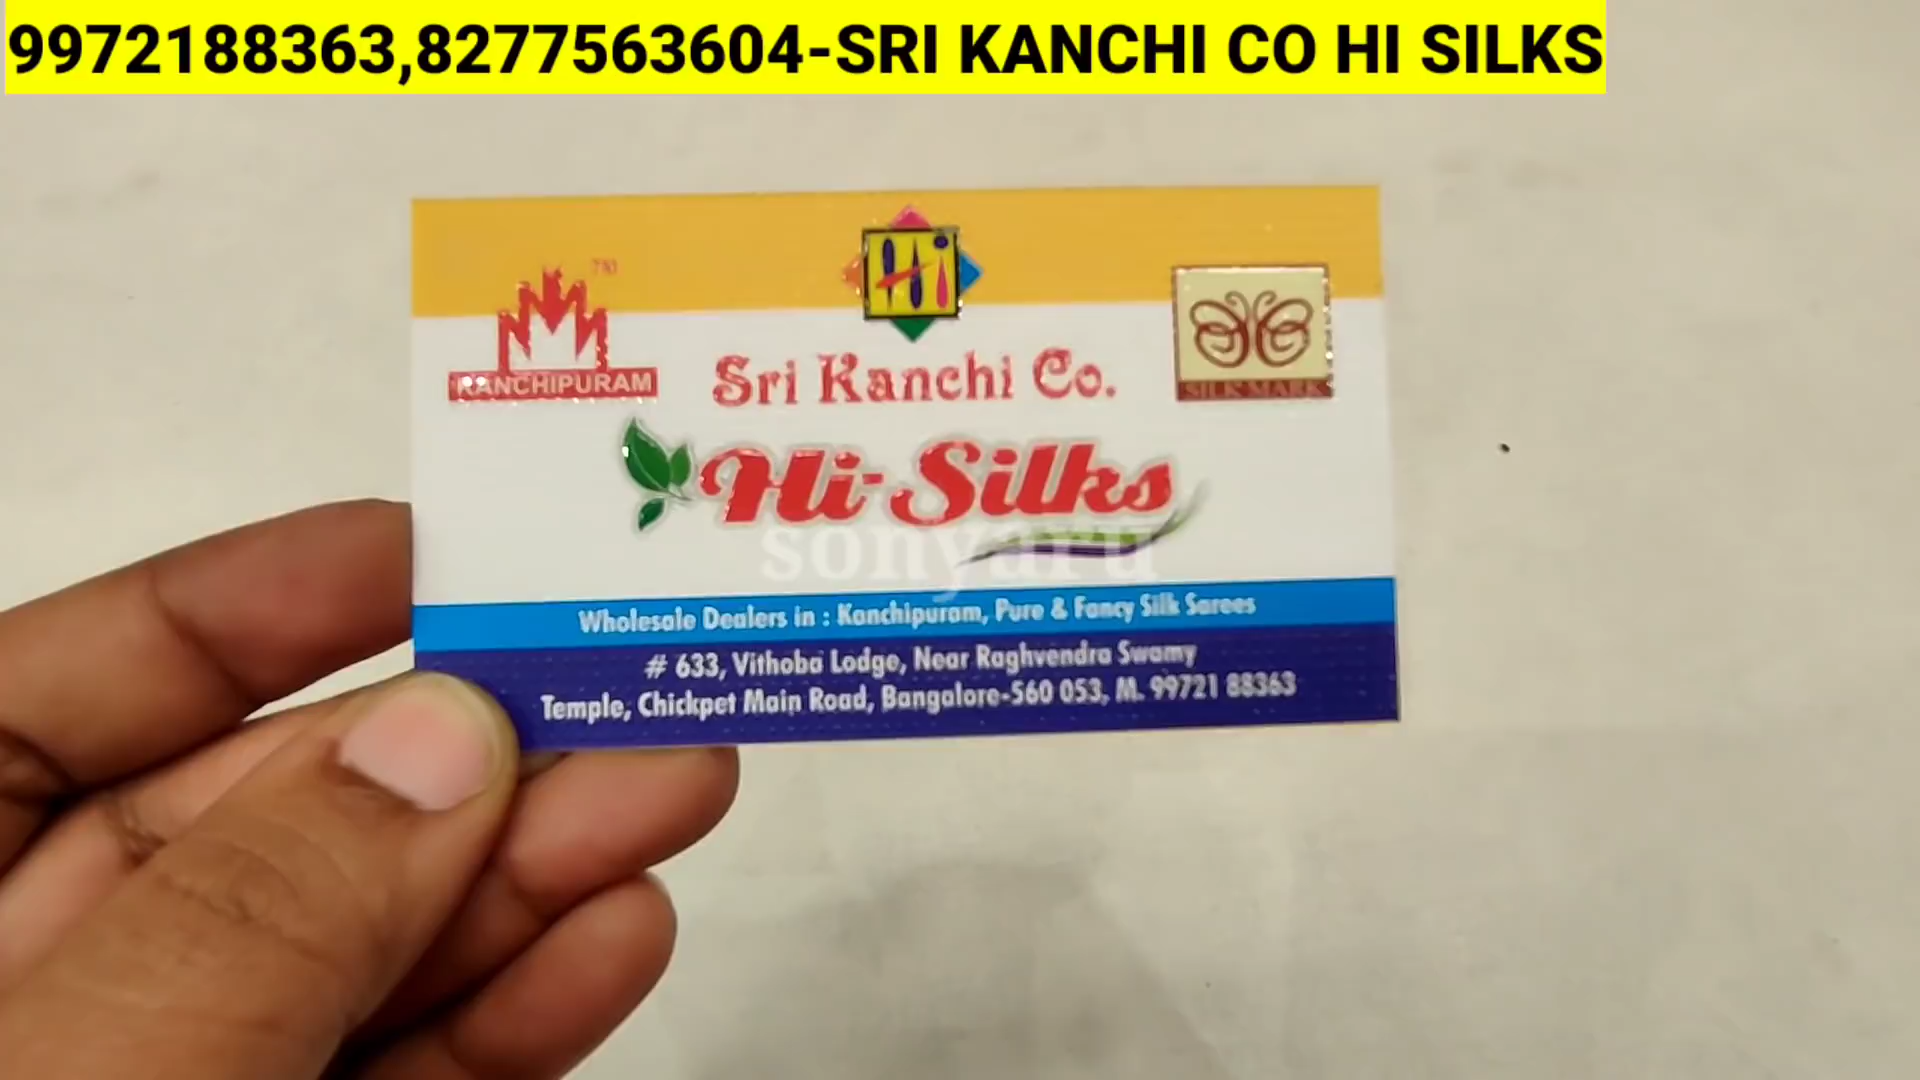 9972188363,8277563604-SRI KANCHI CO HI SILKS
Hi
TM
KANCHIPURAM
Sri Kanchi Co.
SILK MARK
Hi-Silks
sonyaru
Wholesale Dealers in : Kanchipuram, Pure & Fancy Silk Sarees
# 633, Vithoba Lodge, Near Raghvendra Swamy
Temple, Chickpet Main Road, Bangalore-560 053, M. 99721 88363